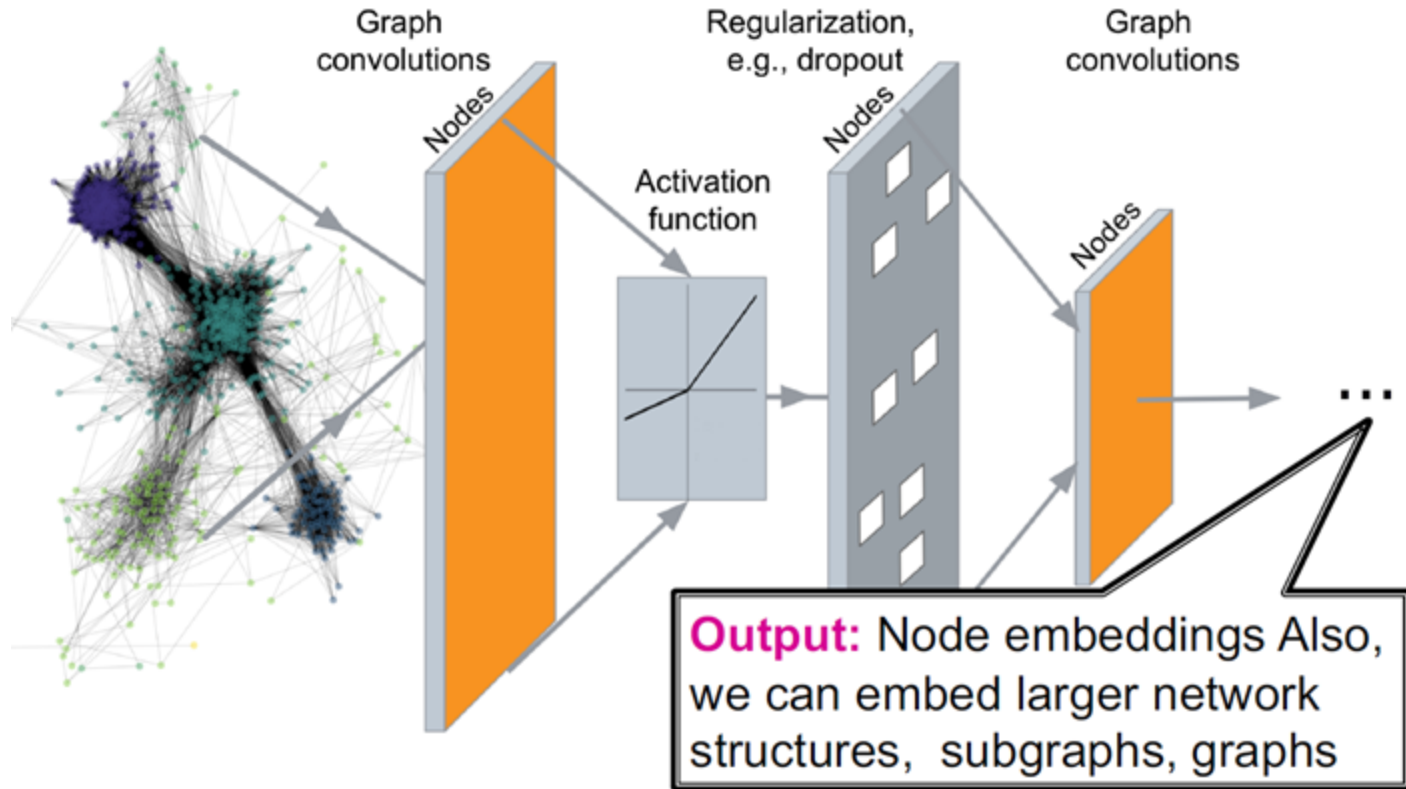 Graph
convolutions
Regularization,
e.g., dropout
Graph
convolutions
Nodes
Nodes
Activation
function
Nodes
...
Output: Node embeddings Also,
we can embed larger network
structures,  subgraphs, graphs